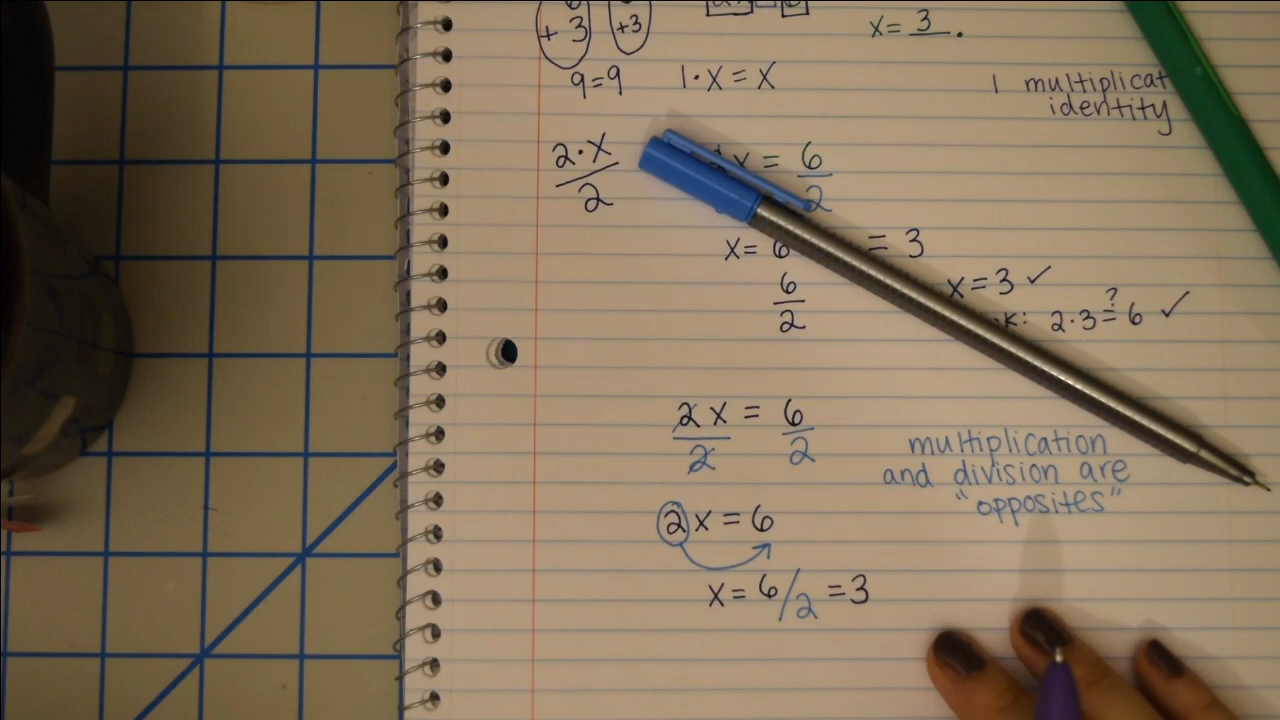 + 3 +3
x= 3.
9=9 1·x = x
1 multiplicat
identity
2·x/2
x = 6/2
x= 6 = 3
6/2
x=3 ✓
k: 2·3 ≟ 6 ✓
2x/2 = 6/2
multiplication
and division are
"opposites"
2x = 6
x= 6/2 =3